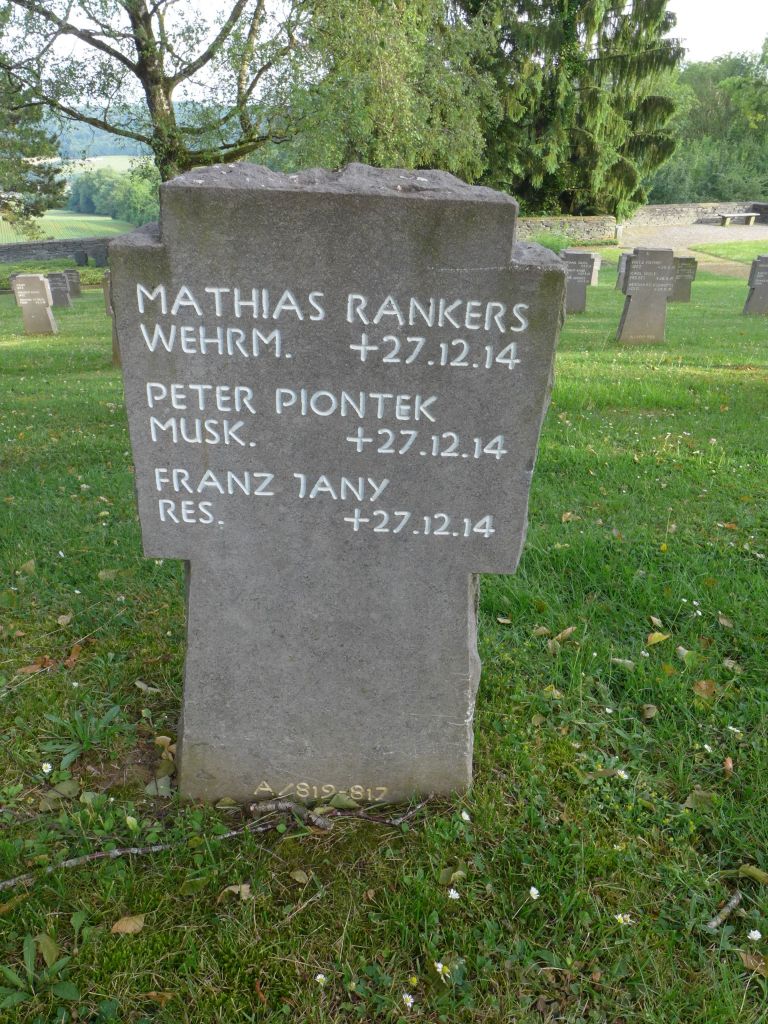 MATHIAS RANKERS
WEHRM. +27.12.14
PETER PIONTEK
MUSK. +27.12.14
FRANZ JANY
RES. +27.12.14
A/819-817